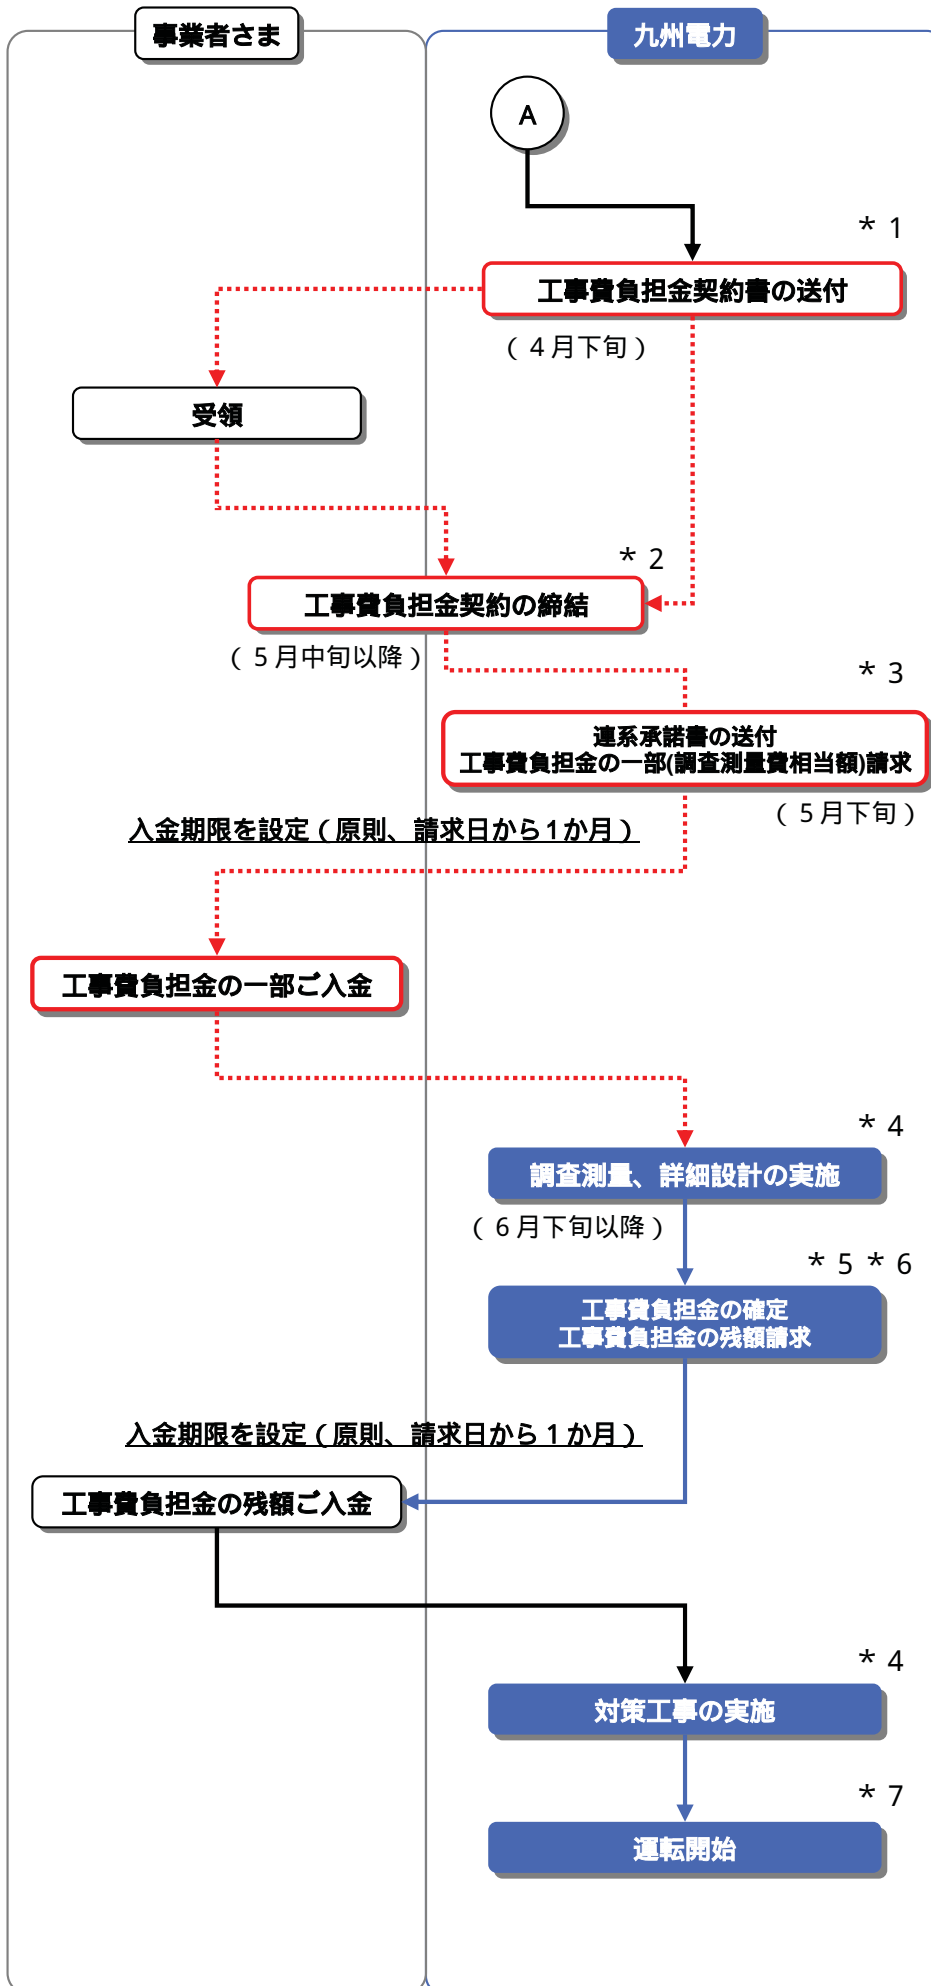 事業者さま
九州電力
A
* 1
工事費負担金契約書の送付
（４月下旬）
受領
* 2
工事費負担金契約の締結
（５月中旬以降）
* 3
連系承諾書の送付
工事費負担金の一部(調査測量費相当額)請求
（５月下旬）
入金期限を設定（原則、請求日から1か月）
工事費負担金の一部ご入金
* 4
調査測量、詳細設計の実施
（６月下旬以降）
* 5 * 6
工事費負担金の確定
工事費負担金の残額請求
入金期限を設定（原則、請求日から１か月）
工事費負担金の残額ご入金
* 4
対策工事の実施
* 7
運転開始